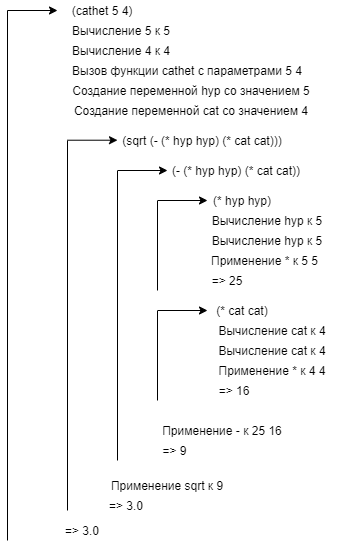 (cathet 5 4)
Вычисление 5 к 5
Вычисление 4 к 4
Вызов функции cathet с параметрами 5 4
Создание переменной hyp со значением 5
Создание переменной cat со значением 4
(sqrt (- (* hyp hyp) (* cat cat)))
(- (* hyp hyp) (* cat cat))
(* hyp hyp)
Вычисление hyp к 5
Вычисление hyp к 5
Применение * к 5 5
=> 25
(* cat cat)
Вычисление cat к 4
Вычисление cat к 4
Применение * к 4 4
=> 16
Применение - к 25 16
=> 9
Применение sqrt к 9
=> 3.0
=> 3.0